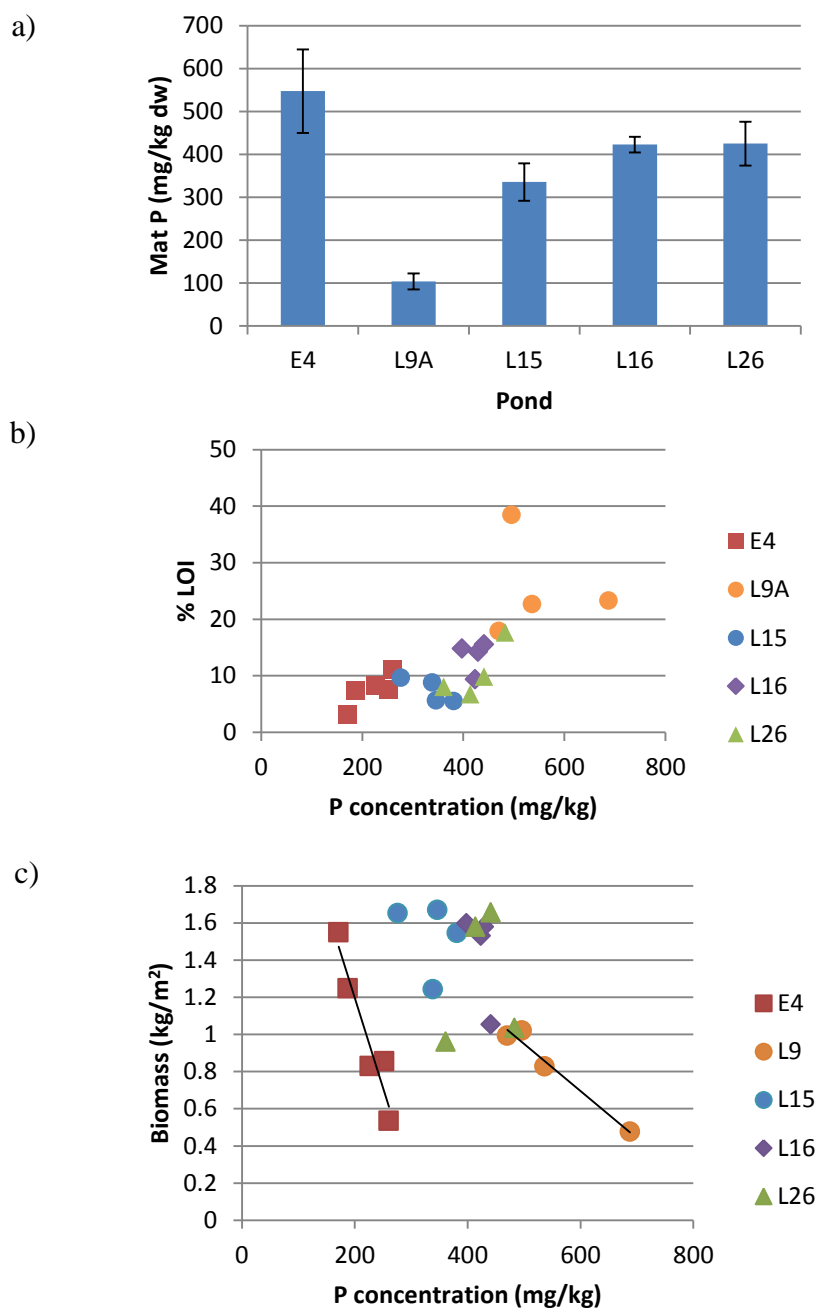 a)
700
600
500
400
300
200
100
0
Mat P (mg/kg dw)
E4 L9A L15 L16 L26
Pond
b)
50
40
30
20
10
0
% LOI
0 200 400 600 800
P concentration (mg/kg)
E4
L9A
L15
L16
L26
c)
1.8
1.6
1.4
1.2
1
0.8
0.6
0.4
0.2
0
Biomass (kg/m²)
0 200 400 600 800
P concentration (mg/kg)
E4
L9
L15
L16
L26